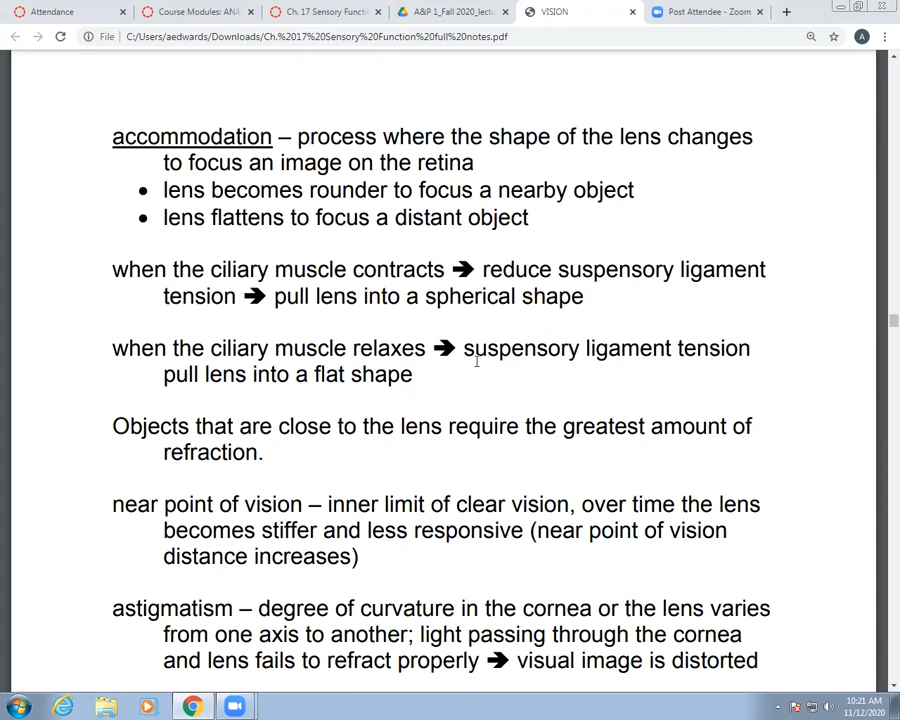 Attendance
Course Modules: ANA
Ch. 17 Sensory Functi
A&P 1_Fall 2020_lectu
VISION
Post Attendee - Zoom
File
C:/Users/aedwards/Downloads/Ch.%2017%20Sensory%20Function%20full%20notes.pdf
A
accommodation – process where the shape of the lens changes
to focus an image on the retina
• lens becomes rounder to focus a nearby object
• lens flattens to focus a distant object
when the ciliary muscle contracts ➔ reduce suspensory ligament
tension ➔ pull lens into a spherical shape
when the ciliary muscle relaxes ➔ suspensory ligament tension
pull lens into a flat shape
Objects that are close to the lens require the greatest amount of
refraction.
near point of vision – inner limit of clear vision, over time the lens
becomes stiffer and less responsive (near point of vision
distance increases)
astigmatism – degree of curvature in the cornea or the lens varies
from one axis to another; light passing through the cornea
and lens fails to refract properly ➔ visual image is distorted
10:21 AM
11/12/2020